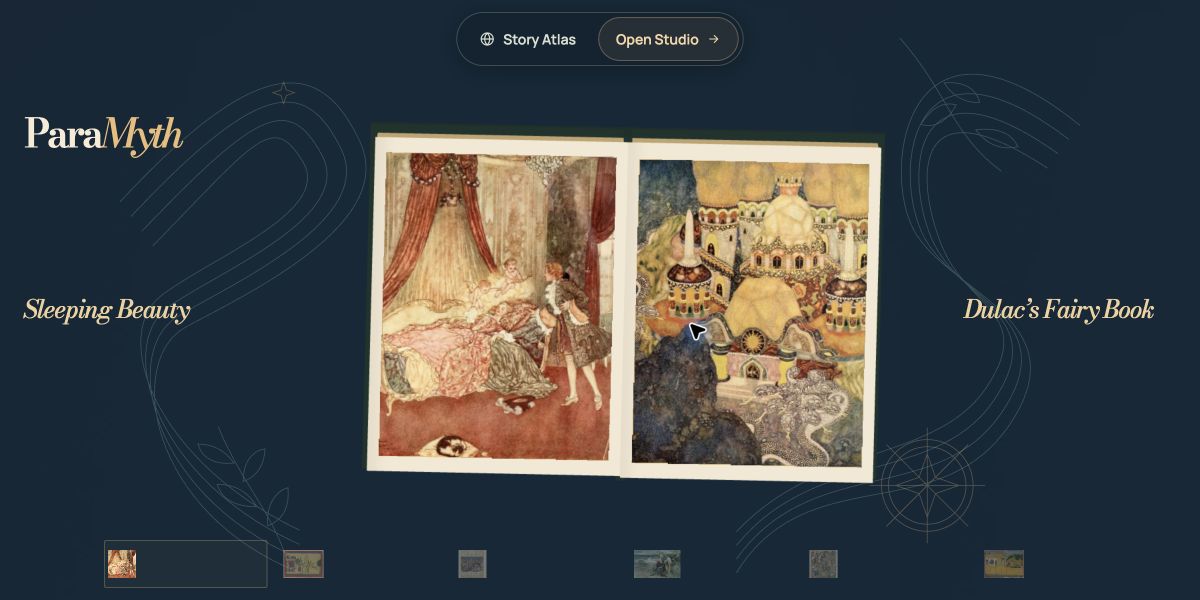 Story Atlas
Open Studio
ParaMyth
Sleeping Beauty
Dulac’s Fairy Book